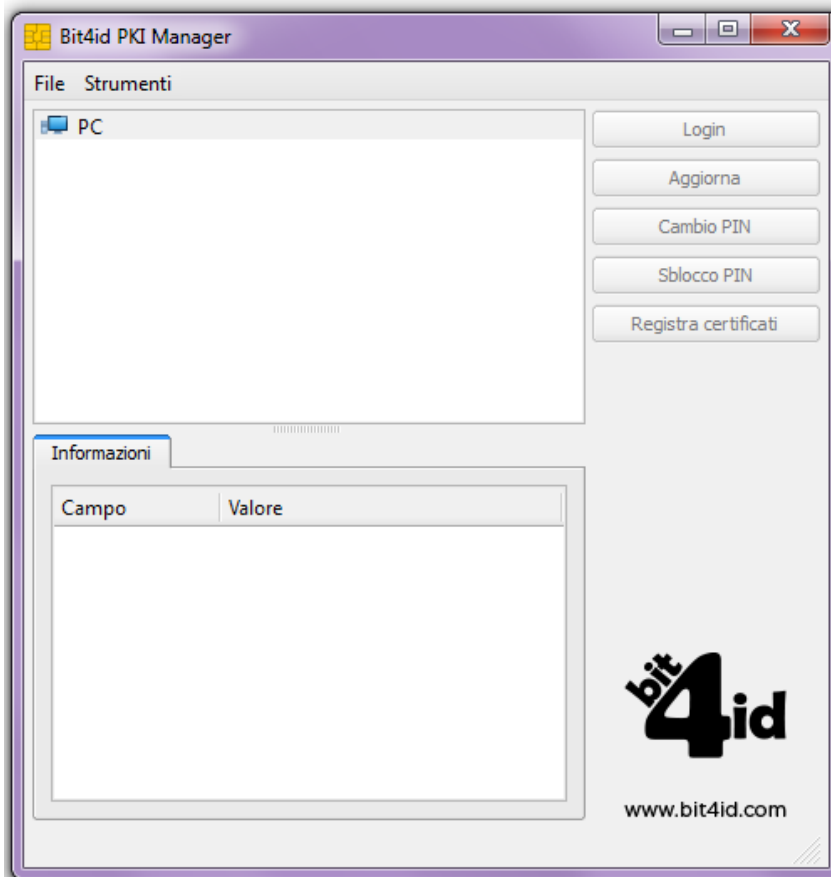 Bit4id PKI Manager
File Strumenti
PC
Login
Aggiorna
Cambio PIN
Sblocco PIN
Registra certificati
Informazioni
Campo Valore
bit4id
www.bit4id.com